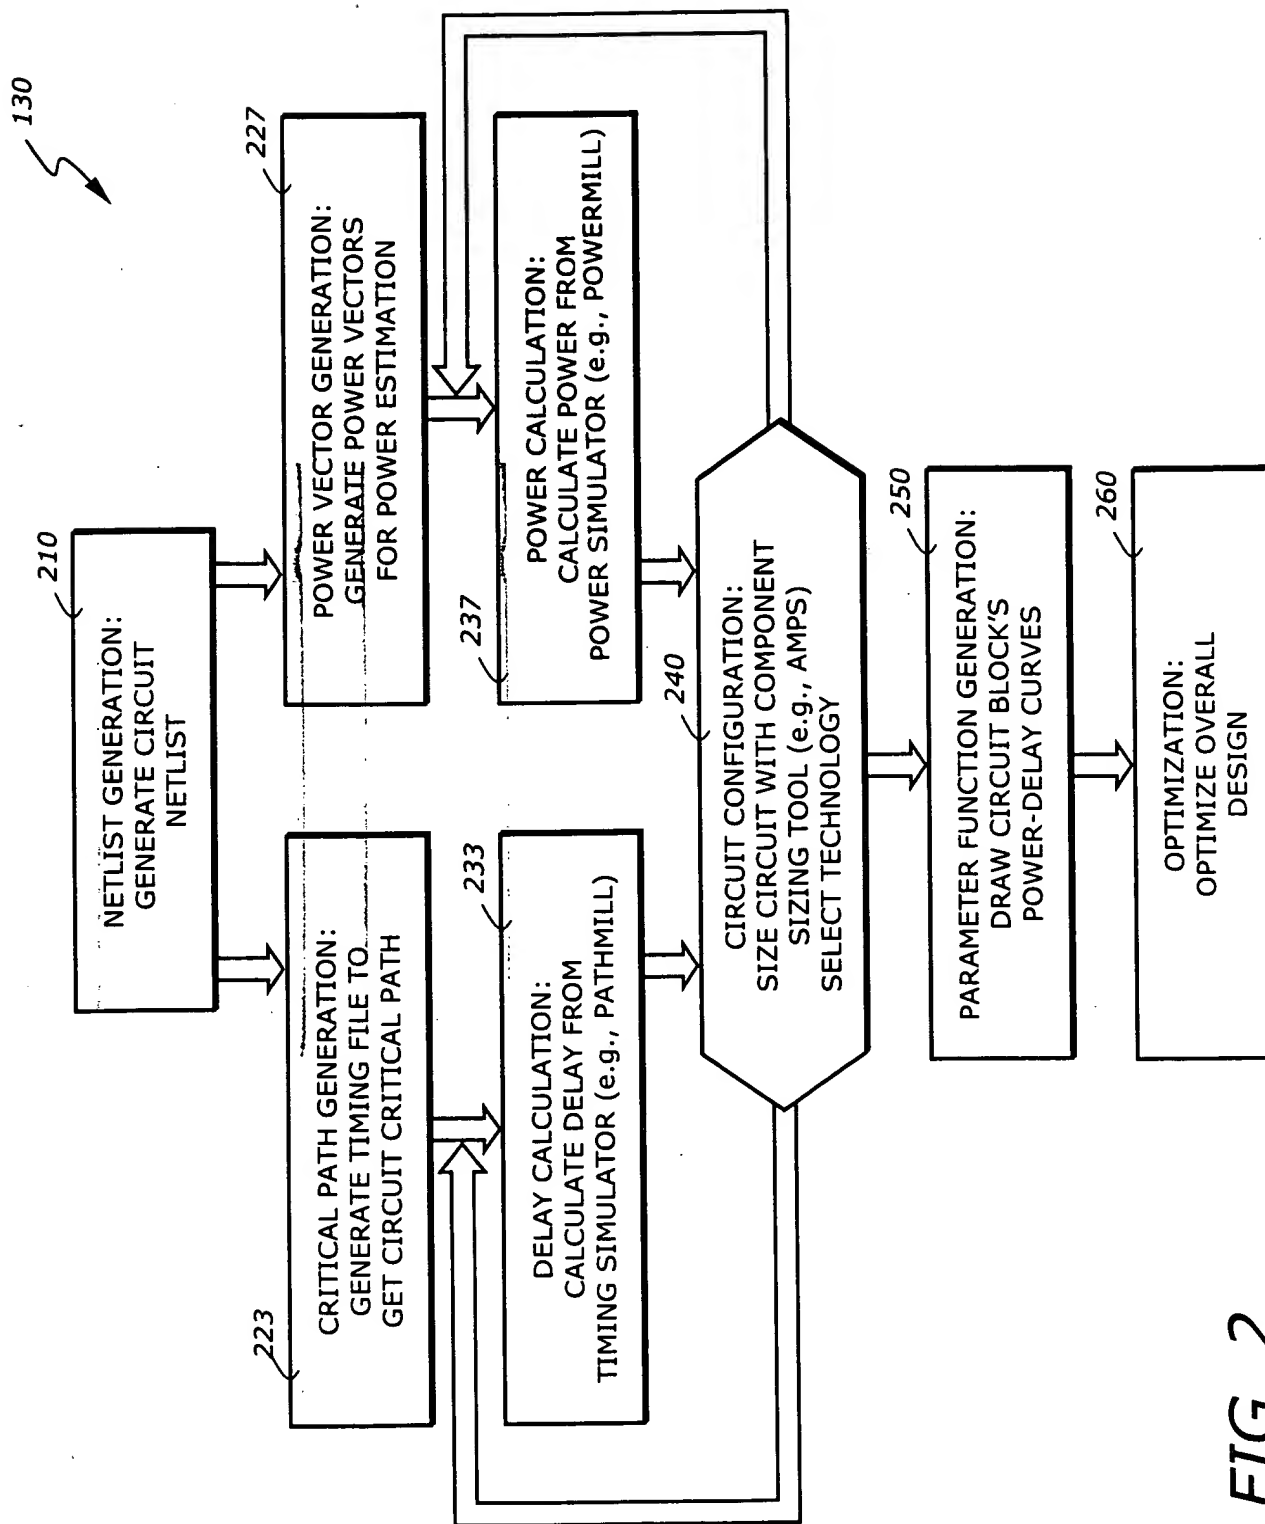 130
210
NETLIST GENERATION:
GENERATE CIRCUIT
NETLIST
223
CRITICAL PATH GENERATION:
GENERATE TIMING FILE TO
GET CIRCUIT CRITICAL PATH
227
POWER VECTOR GENERATION:
GENERATE POWER VECTORS
FOR POWER ESTIMATION
233
DELAY CALCULATION:
CALCULATE DELAY FROM
TIMING SIMULATOR (e.g., PATHMILL)
237
POWER CALCULATION:
CALCULATE POWER FROM
POWER SIMULATOR (e.g., POWERMILL)
240
CIRCUIT CONFIGURATION:
SIZE CIRCUIT WITH COMPONENT
SIZING TOOL (e.g., AMPS)
SELECT TECHNOLOGY
250
PARAMETER FUNCTION GENERATION:
DRAW CIRCUIT BLOCK'S
POWER-DELAY CURVES
260
OPTIMIZATION:
OPTIMIZE OVERALL
DESIGN
FIG. 2